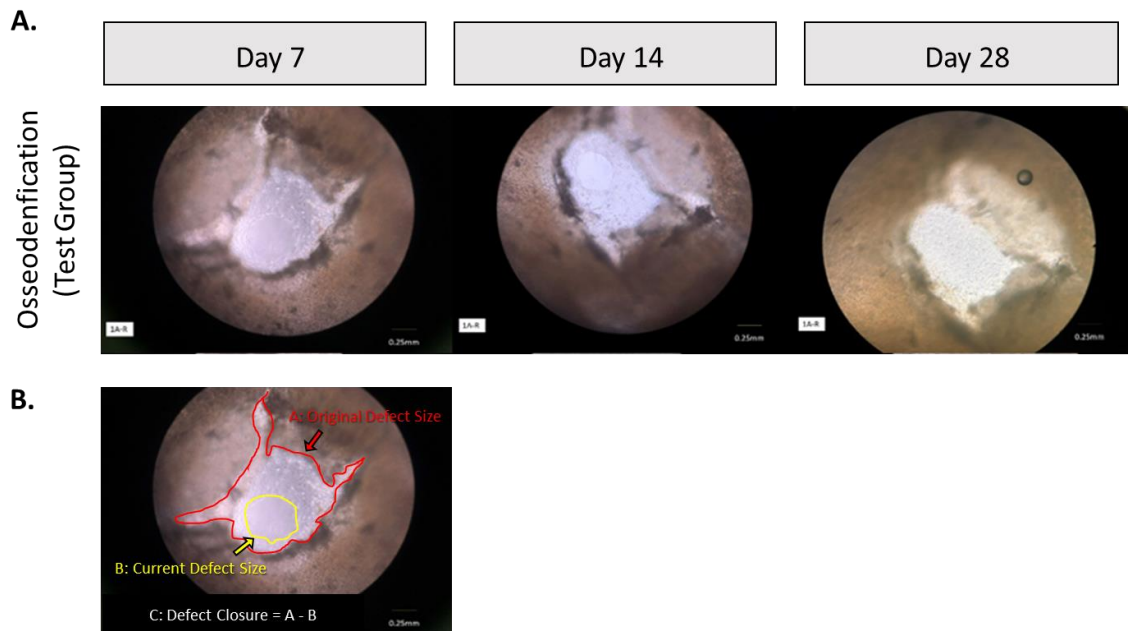 A.
Day 7
Day 14
Day 28
Osseodenfication
(Test Group)
1A-R
0.25mm
1A-R
0.25mm
1A-R
0.25mm
B.
A: Original Defect Size
B: Current Defect Size
C: Defect Closure = A - B
0.25mm